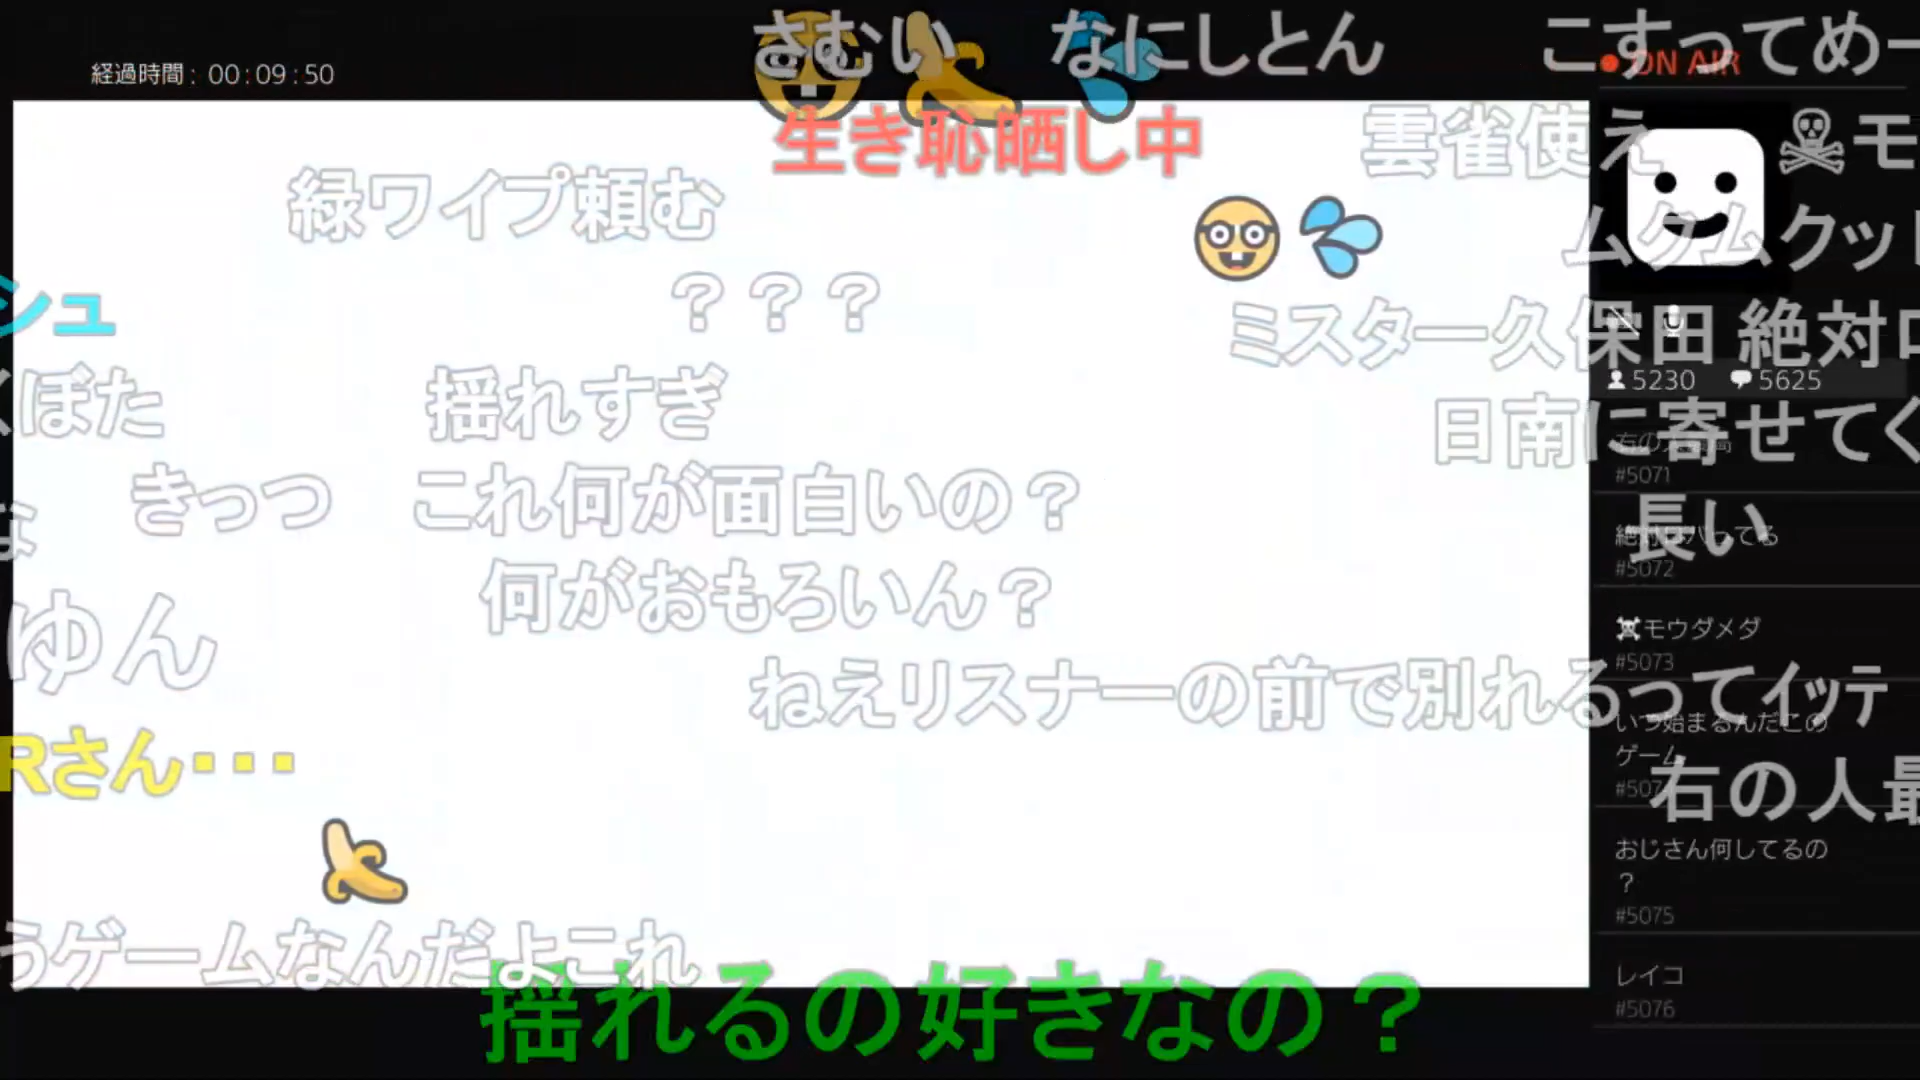 さむい
なにしとん
こすってめー
経過時間: 00:09:50
ON AIR
生き恥晒し中
雲雀使え
☠モ
緑ワイプ頼む
ムクムクッ
？？？
シュ
ミスター久保田
絶対
5230
5625
くぼた
揺れすぎ
日南に寄せてく
#5071
きっつ
これ何が面白いの？
な
長い
絶対
ってる
#5072
何がおもろいん？
ゆん
☠モウダメダ
#5073
ねえリスナーの前で別れるってイッテ
いつ始まるんだこの
ゲーム
Rさん・・・
右の人最
おじさん何してるの
？
#5075
うゲームなんだよこれ
レイコ
#5076
揺れるの好きなの？